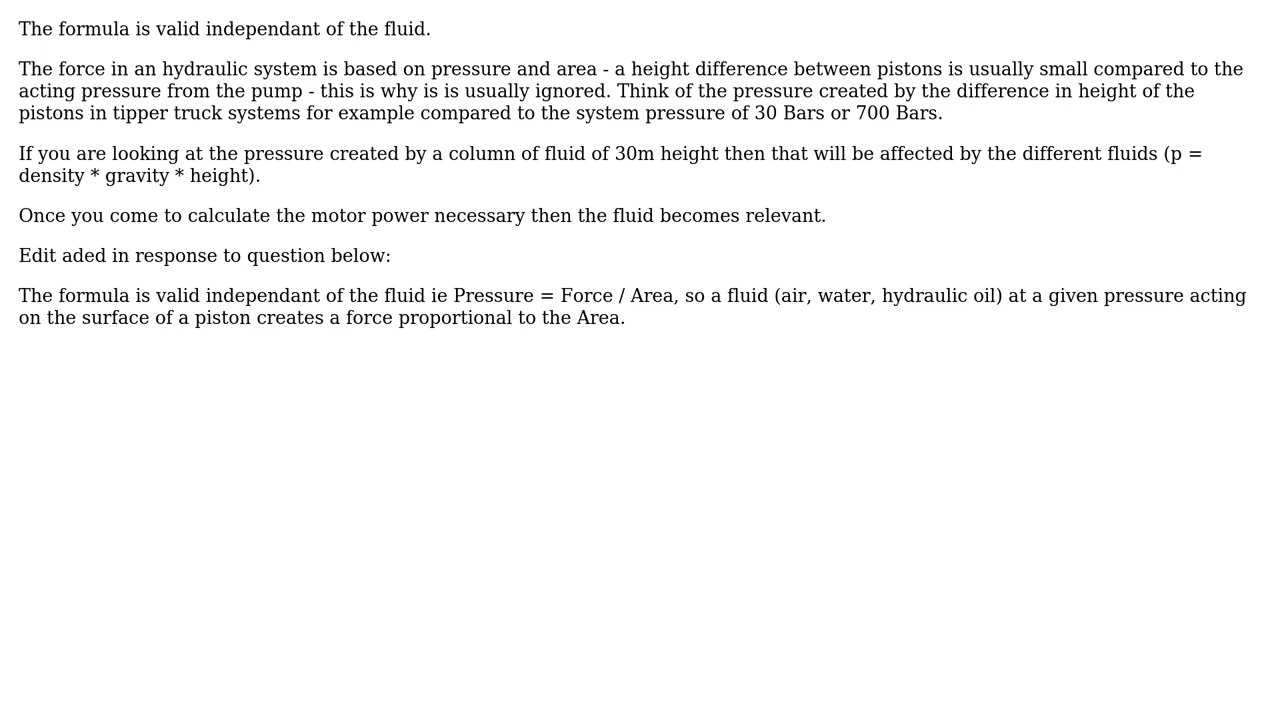 The formula is valid independant of the fluid.
The force in an hydraulic system is based on pressure and area - a height difference between pistons is usually small compared to the
acting pressure from the pump - this is why is is usually ignored. Think of the pressure created by the difference in height of the
pistons in tipper truck systems for example compared to the system pressure of 30 Bars or 700 Bars.
If you are looking at the pressure created by a column of fluid of 30m height then that will be affected by the different fluids (p =
density * gravity * height).
Once you come to calculate the motor power necessary then the fluid becomes relevant.
Edit aded in response to question below:
The formula is valid independant of the fluid ie Pressure = Force / Area, so a fluid (air, water, hydraulic oil) at a given pressure acting
on the surface of a piston creates a force proportional to the Area.